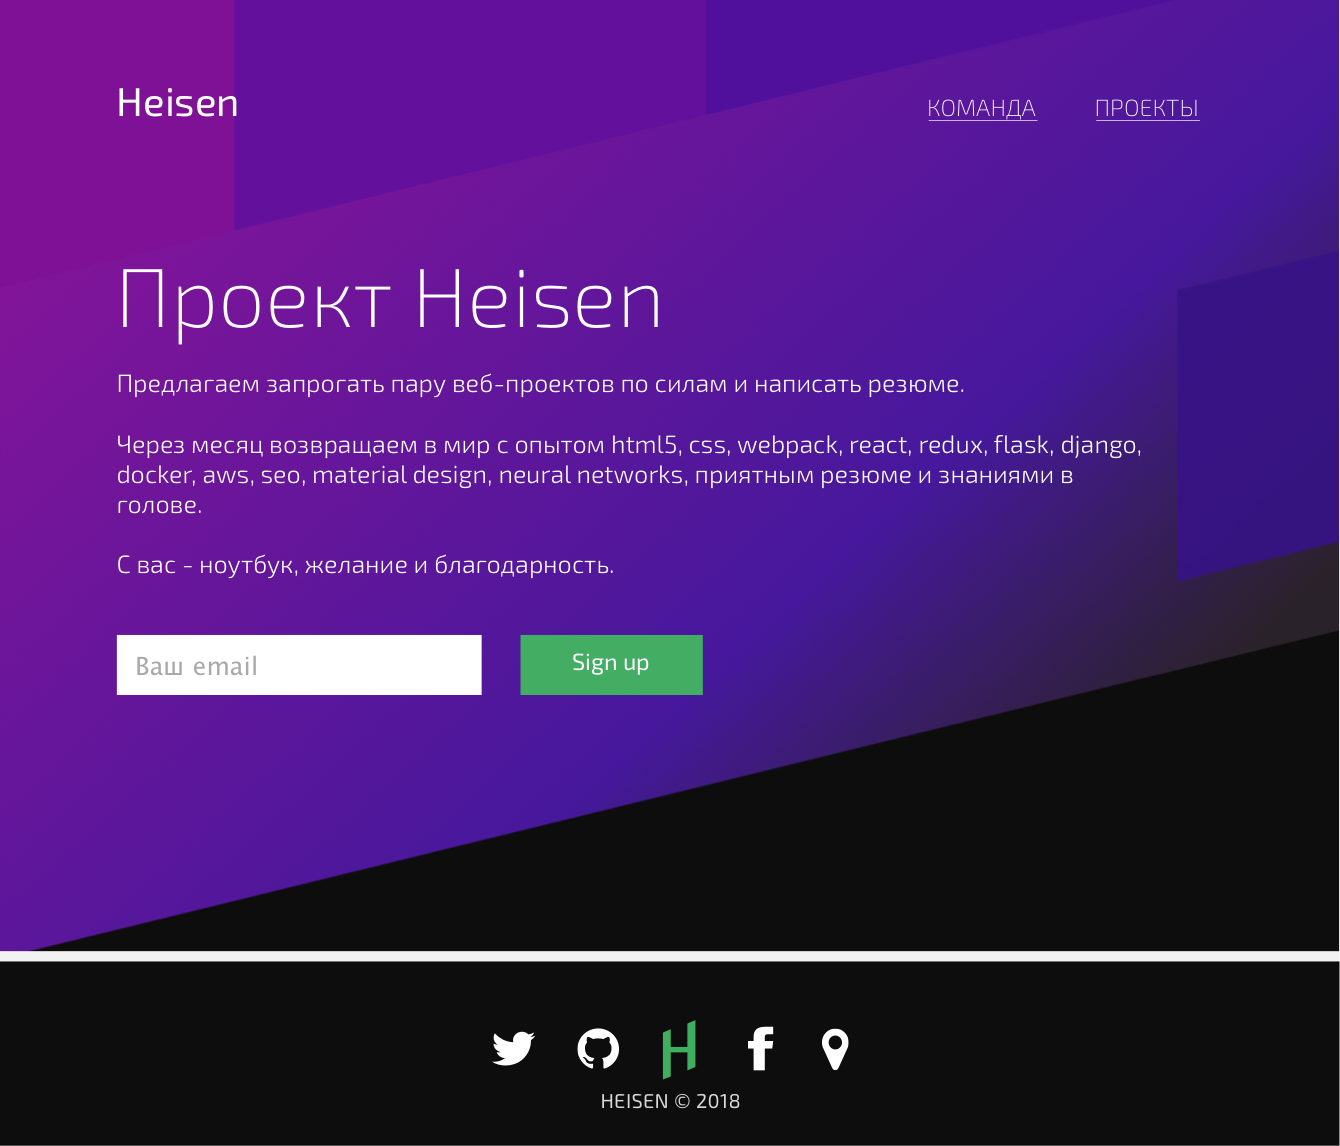 Heisen
КОМАНДА
ПРОЕКТЫ
Проект Heisen
Предлагаем запрогать пару веб-проектов по силам и написать резюме.
Через месяц возвращаем в мир с опытом html5, css, webpack, react, redux, flask, django,
docker, aws, seo, material design, neural networks, приятным резюме и знаниями в
голове.
С вас - ноутбук, желание и благодарность.
Ваш email
Sign up
HEISEN © 2018